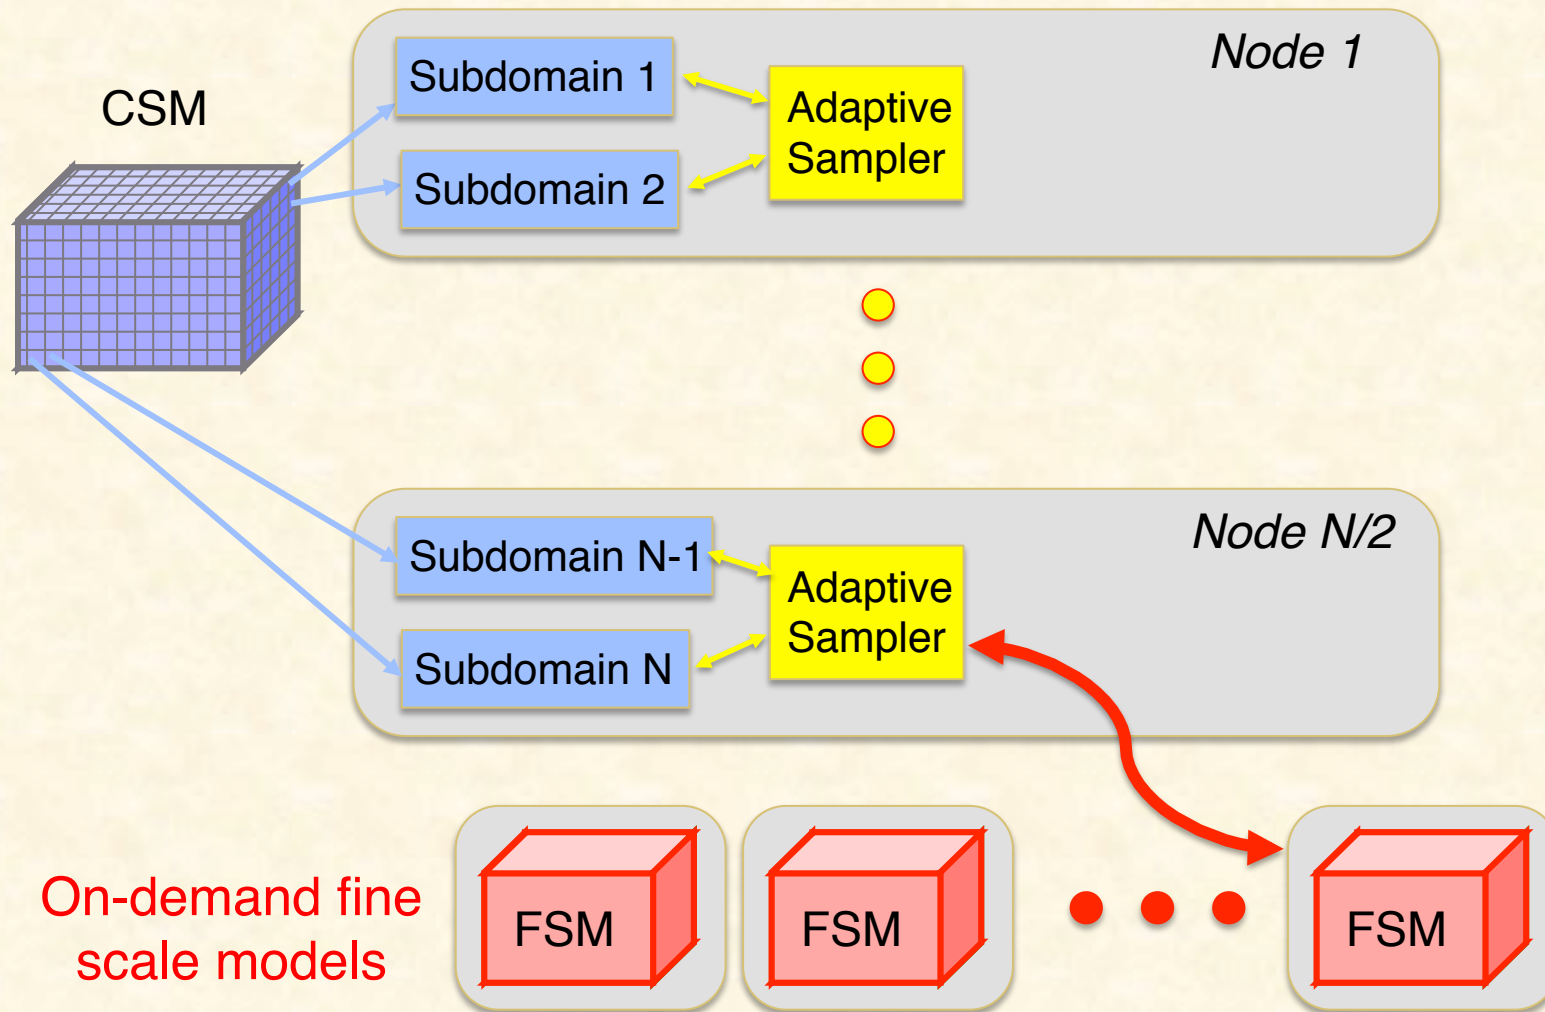 CSM
Node 1
Subdomain 1
Subdomain 2
Adaptive
Sampler
Node N/2
Subdomain N-1
Subdomain N
Adaptive
Sampler
On-demand fine
scale models
FSM
FSM
FSM